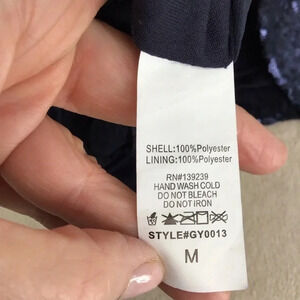 SHELL:100%Polyester
LINING:100%Polyester
RN#139239
HAND WASH COLD
DO NOT BLEACH
DO NOT IRON
STYLE#GY0013
M